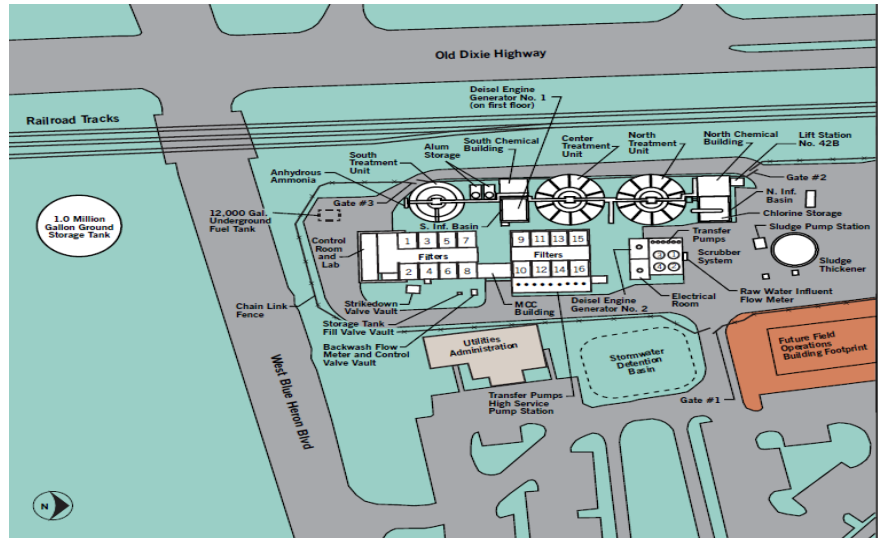 Old Dixie Highway
Deisel Engine
Generator No. 1
(on first floor)
Railroad Tracks
South
Treatment
Unit
Alum
Storage
South Chemical
Building
Center
Treatment
Unit
North
Treatment
Unit
North Chemical
Building
Lift Station
No. 42B
Anhydrous
Ammonia
Gate #2
Gate #3
N. Inf.
Basin
1.0 Million
Gallon Ground
Storage Tank
12,000 Gal.
Underground
Fuel Tank
S. Inf. Basin
Chlorine Storage
Transfer
Pumps
Sludge Pump Station
Control
Room
and
Lab
1 3 5 7
Filters
2 4 6 8
9 11 13 15
Filters
10 12 14 16
3 1
4 2
Scrubber
System
Sludge
Thickener
Raw Water Influent
Flow Meter
Chain Link
Fence
Strikedown
Valve Vault
MCC
Building
Deisel Engine
Generator No. 2
Electrical
Room
Storage Tank
Fill Valve Vault
Backwash Flow
Meter and Control
Valve Vault
Utilities
Administration
Stormwater
Detention
Basin
Future Field
Operations
Building Footprint
West Blue Heron Blvd
Transfer Pumps
High Service
Pump Station
Gate #1
N